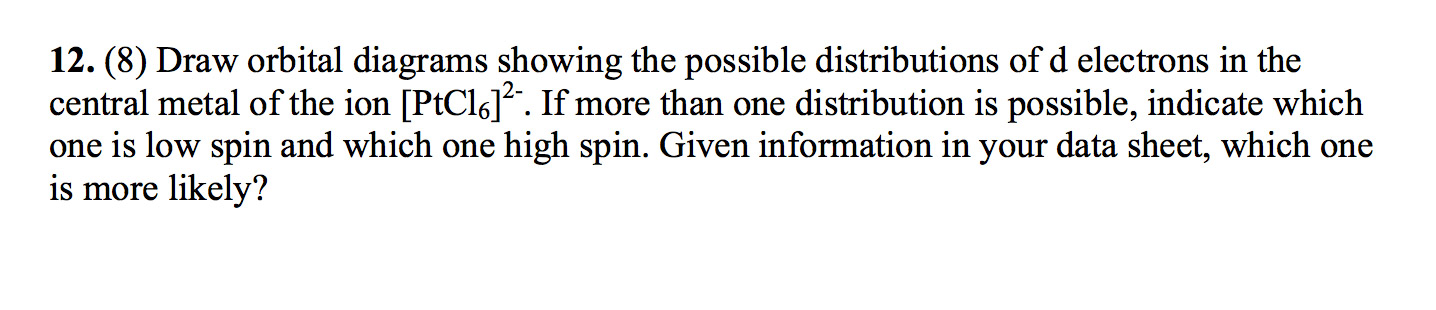 12. (8) Draw orbital diagrams showing the possible distributions of d electrons in the
central metal of the ion [PtCl₆]²⁻. If more than one distribution is possible, indicate which
one is low spin and which one high spin. Given information in your data sheet, which one
is more likely?